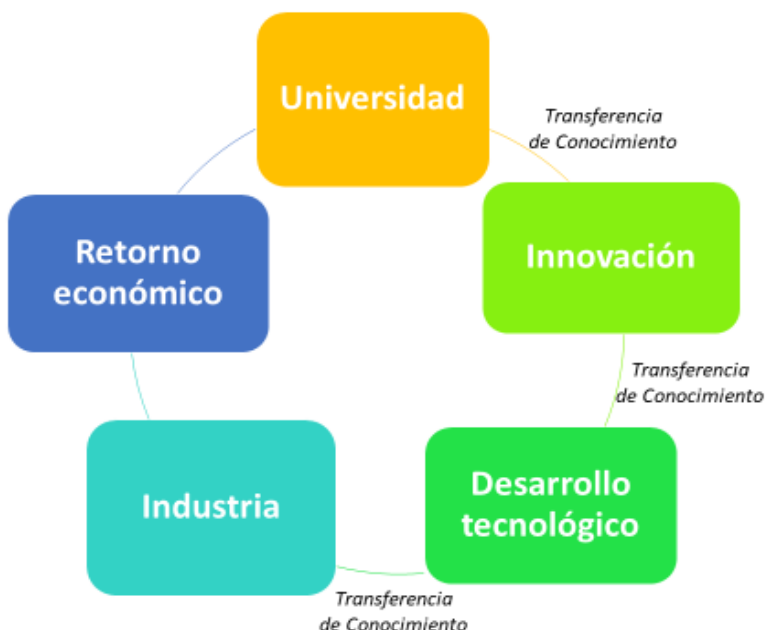 Universidad
Transferencia
de Conocimiento
Innovación
Transferencia
de Conocimiento
Desarrollo
tecnológico
Transferencia
de Conocimiento
Industria
Retorno
económico